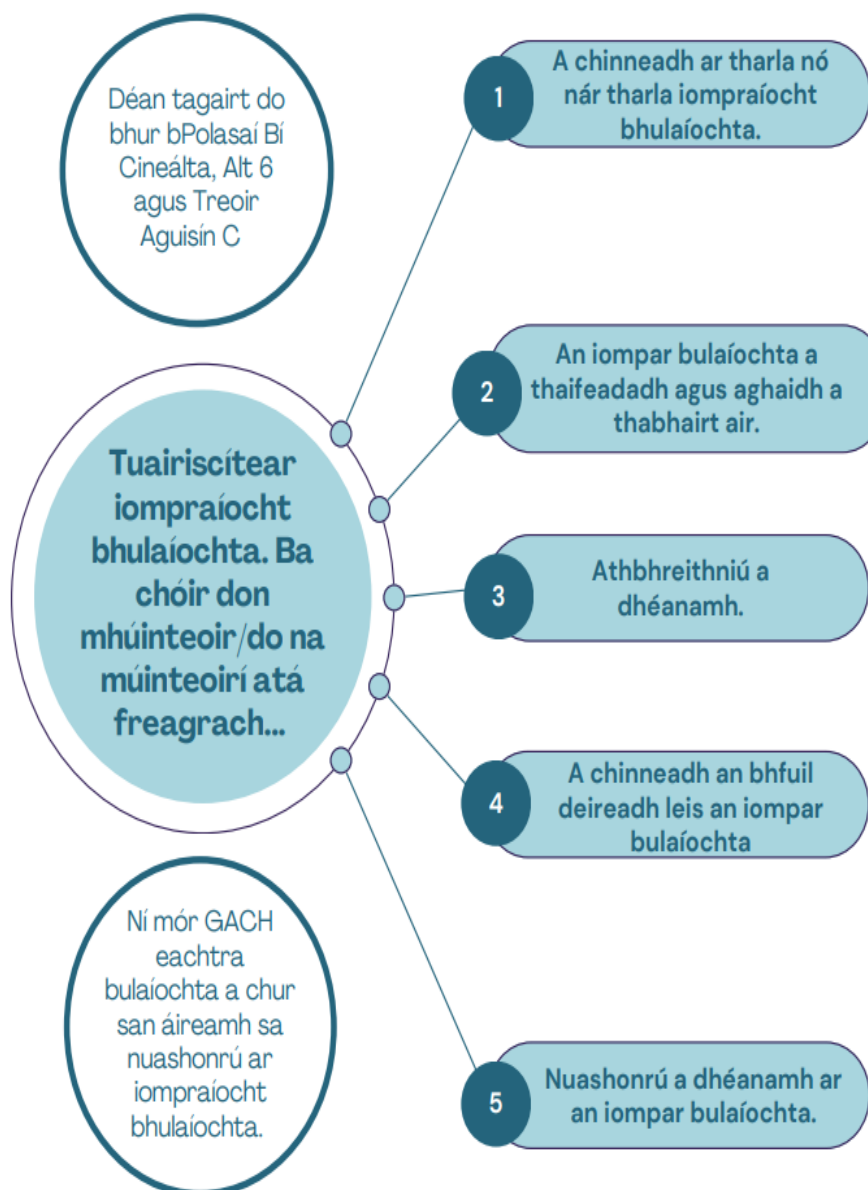 Déan tagairt do
bhur bPolasaí Bí
Cineálta, Alt 6
agus Treoir
Aguisín C
Tuairiscítear
iompraíocht
bhulaíochta. Ba
chóir don
mhúinteoir/do na
múinteoirí atá
freagrach...
Ní mór GACH
eachtra
bulaíochta a chur
san áireamh sa
nuashonrú ar
iompraíocht
bhulaíochta.
1
A chinneadh ar tharla nó
nár tharla iompraíocht
bhulaíochta.
2
An iompar bulaíochta a
thaifeadadh agus aghaidh a
thabhairt air.
3
Athbhreithniú a
dhéanamh.
4
A chinneadh an bhfuil
deireadh leis an iompar
bulaíochta
5
Nuashonrú a dhéanamh ar
an iompar bulaíochta.